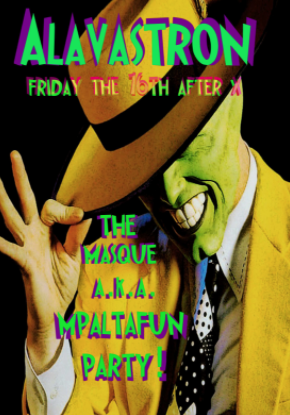 ALAVASTRON
FRIDAY THE 16TH AFTER X
THE
MASQUE
A.K.A.
MPALTAFUN
PARTY!